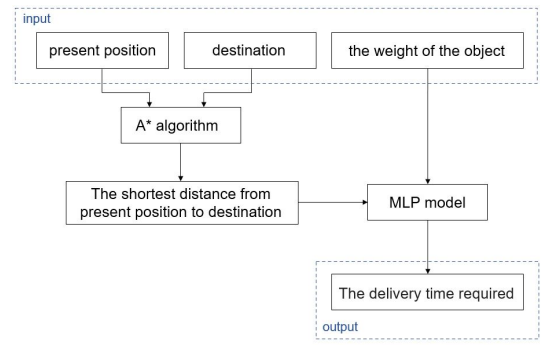 input
present position
destination
the weight of the object
A* algorithm
The shortest distance from
present position to destination
MLP model
The delivery time required
output